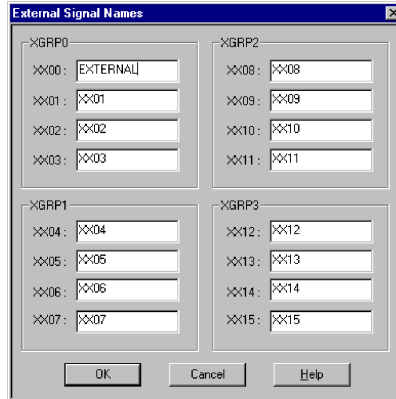 External Signal Names
XGRP0
XX00: EXTERNAL
XX01: XX01
XX02: XX02
XX03: XX03
XGRP2
XX08: XX08
XX09: XX09
XX10: XX10
XX11: XX11
XGRP1
XX04: XX04
XX05: XX05
XX06: XX06
XX07: XX07
XGRP3
XX12: XX12
XX13: XX13
XX14: XX14
XX15: XX15
OK Cancel Help